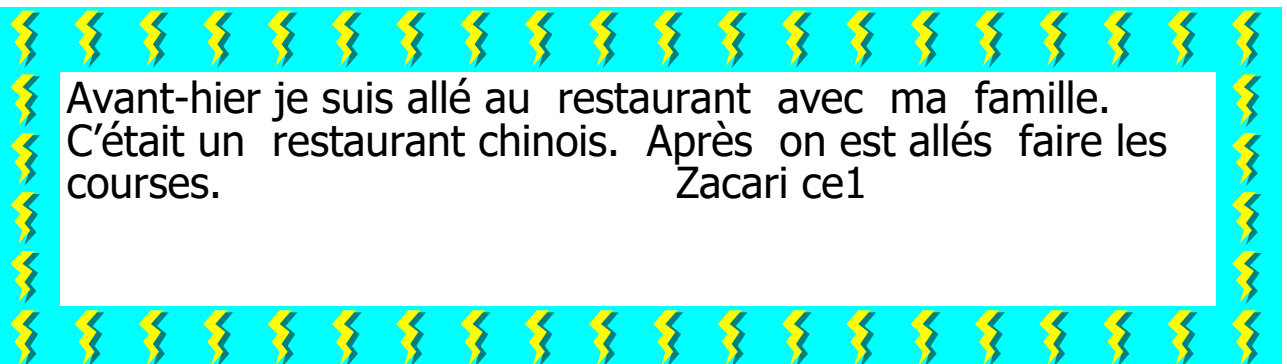 Avant-hier je suis allé au restaurant avec ma famille.
C'était un restaurant chinois. Après on est allés faire les
courses. Zacari ce1